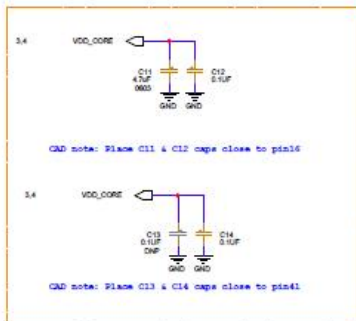 3,4 VDD_CORE
C11 C12
4.7uF 0.1UF
0603
GND GND
CAD note: Place C11 & C12 caps close to pin16
3,4 VDD_CORE
C13 C14
0.1UF 0.1UF
DNP
GND GND
CAD note: Place C13 & C14 caps close to pin41